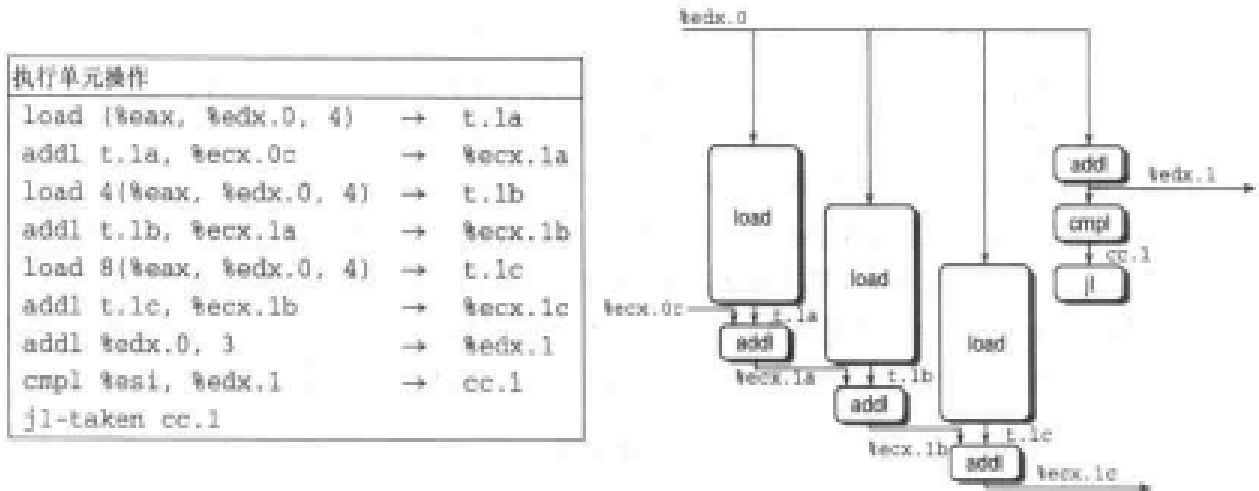 执行单元操作
load (%eax, %edx.0, 4) → t.1a
addl t.1a, %ecx.0c → %ecx.1a
load 4(%eax, %edx.0, 4) → t.1b
addl t.1b, %ecx.1a → %ecx.1b
load 8(%eax, %edx.0, 4) → t.1c
addl t.1c, %ecx.1b → %ecx.1c
addl %edx.0, 3 → %edx.1
cmpl %esi, %edx.1 → cc.1
jl-taken cc.1
%edx.0
addl
%edx.1
load
cmpl
cc.1
load
jl
%ecx.0c
t.1a
addl
load
%ecx.1a
t.1b
addl
%ecx.1b
t.1c
addl
%ecx.1c